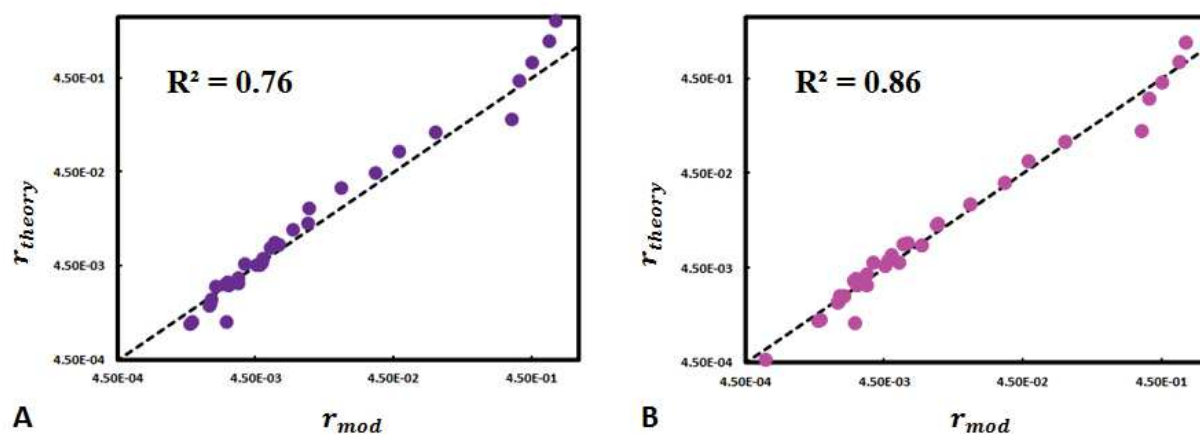 R² = 0.76
4.50E-01
4.50E-02
4.50E-03
4.50E-04
r_theory
4.50E-04 4.50E-03 4.50E-02 4.50E-01
A r_mod
R² = 0.86
4.50E-01
4.50E-02
4.50E-03
4.50E-04
r_theory
4.50E-04 4.50E-03 4.50E-02 4.50E-01
B r_mod